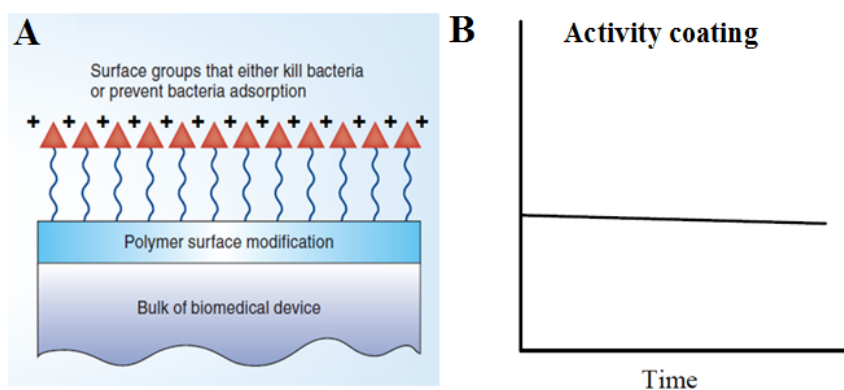 A
Surface groups that either kill bacteria
or prevent bacteria adsorption
+ + + + + + + + + + + +
Polymer surface modification
Bulk of biomedical device
B
Activity coating
Time